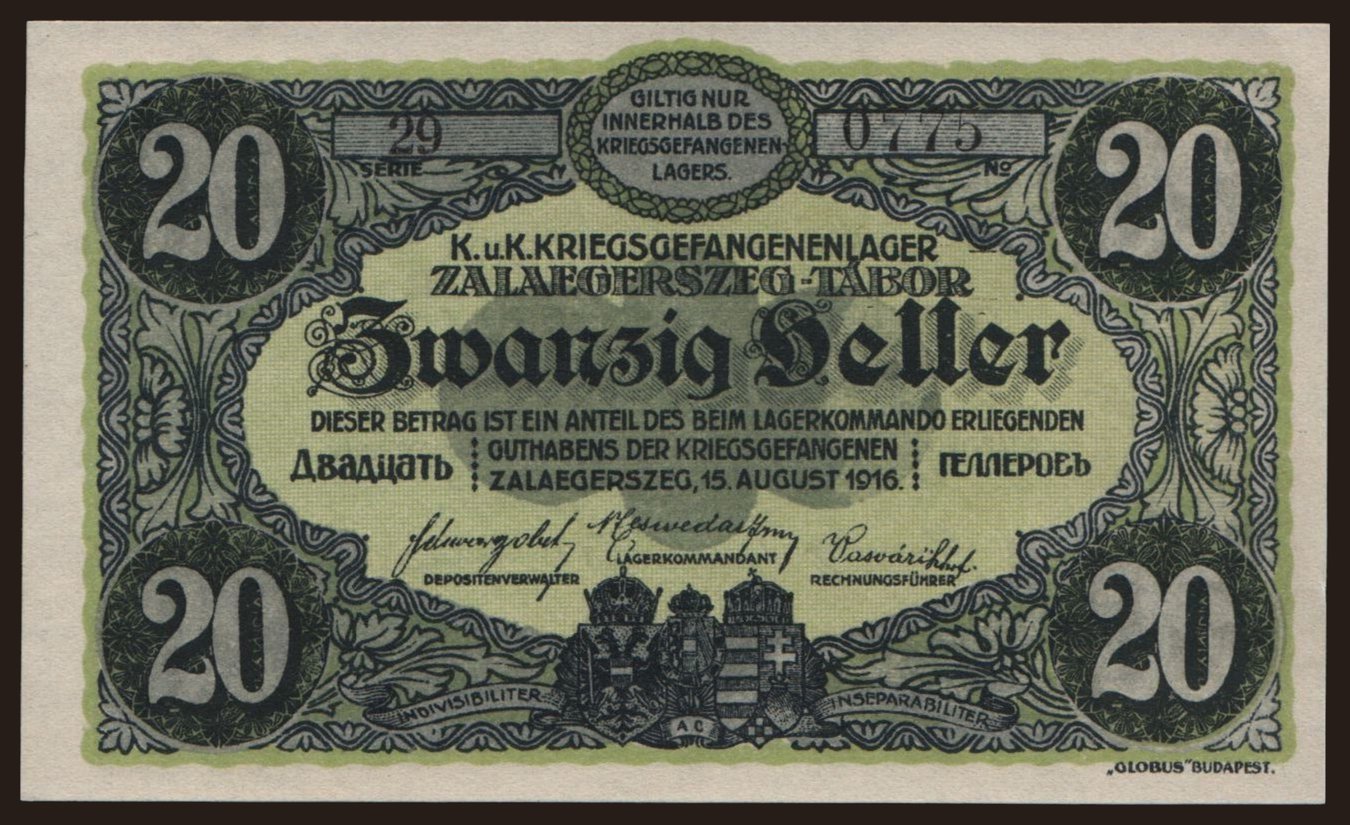 20
GILTIG NUR
INNERHALB DES
KRIEGSGEFANGENEN-
LAGERS.
20
29
SERIE
0775
No
K.u.K. KRIEGSGEFANGENENLAGER
ZALAEGERSZEG-TÁBOR
Zwanzig Heller
DIESER BETRAG IST EIN ANTEIL DES BEIM LAGERKOMMANDO ERLIEGENDEN
GUTHABENS DER KRIEGSGEFANGENEN
Двадцать
ГЕЛЛЕРОВЪ
ZALAEGERSZEG, 15. AUGUST 1916.
LAGERKOMMANDANT
DEPOSITENVERWALTER
RECHNUNGSFÜHRER
20
20
INDIVISIBILITER
INSEPARABILITER
„GLOBUS" BUDAPEST.